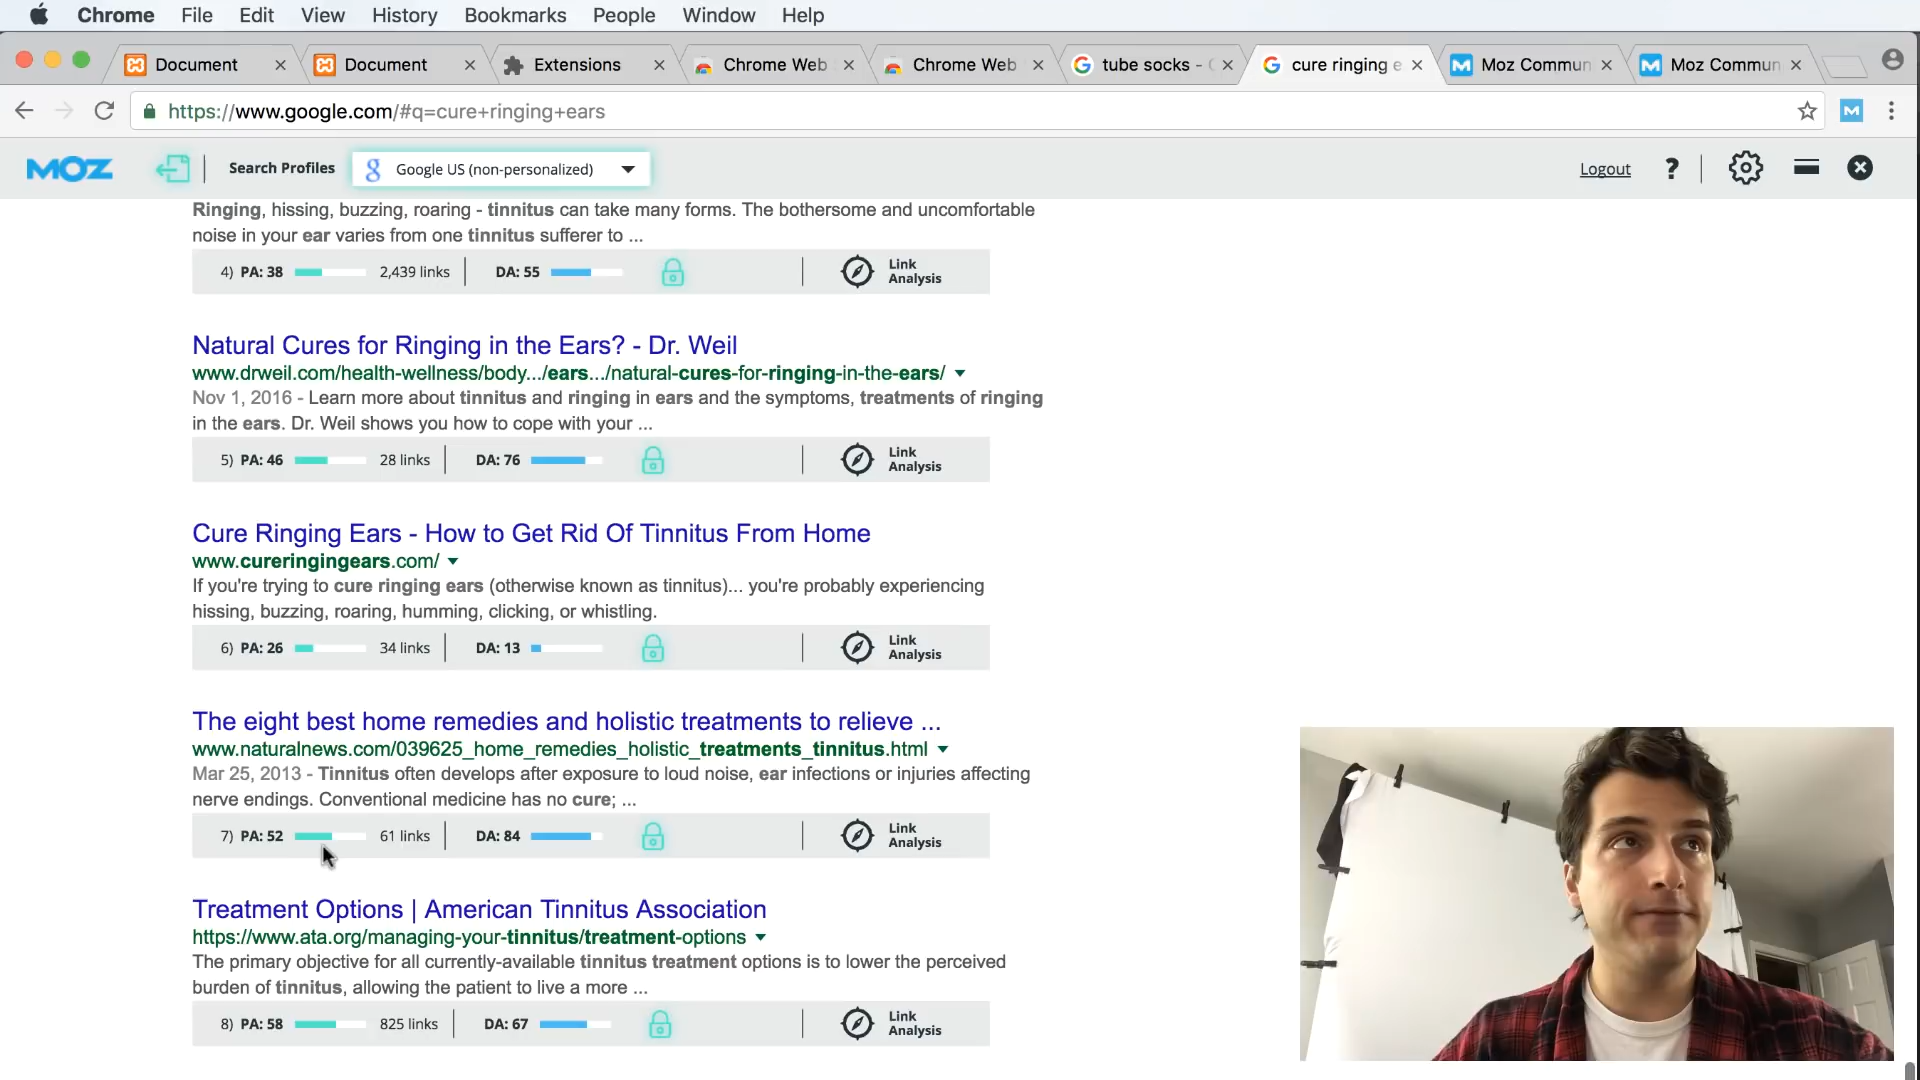 Chrome File Edit View History Bookmarks People Window Help
Document Document Extensions Chrome Web Chrome Web tube socks - cure ringing e Moz Commun Moz Commun
https://www.google.com/#q=cure+ringing+ears
M
MOZ Search Profiles Google US (non-personalized) Logout ?
Ringing, hissing, buzzing, roaring - tinnitus can take many forms. The bothersome and uncomfortable
noise in your ear varies from one tinnitus sufferer to ...
4) PA: 38 2,439 links DA: 55 Link Analysis
Natural Cures for Ringing in the Ears? - Dr. Weil
www.drweil.com/health-wellness/body.../ears.../natural-cures-for-ringing-in-the-ears/
Nov 1, 2016 - Learn more about tinnitus and ringing in ears and the symptoms, treatments of ringing
in the ears. Dr. Weil shows you how to cope with your ...
5) PA: 46 28 links DA: 76 Link Analysis
Cure Ringing Ears - How to Get Rid Of Tinnitus From Home
www.cureringingears.com/
If you're trying to cure ringing ears (otherwise known as tinnitus)... you're probably experiencing
hissing, buzzing, roaring, humming, clicking, or whistling.
6) PA: 26 34 links DA: 13 Link Analysis
The eight best home remedies and holistic treatments to relieve ...
www.naturalnews.com/039625_home_remedies_holistic_treatments_tinnitus.html
Mar 25, 2013 - Tinnitus often develops after exposure to loud noise, ear infections or injuries affecting
nerve endings. Conventional medicine has no cure; ...
7) PA: 52 61 links DA: 84 Link Analysis
Treatment Options | American Tinnitus Association
https://www.ata.org/managing-your-tinnitus/treatment-options
The primary objective for all currently-available tinnitus treatment options is to lower the perceived
burden of tinnitus, allowing the patient to live a more ...
8) PA: 58 825 links DA: 67 Link Analysis